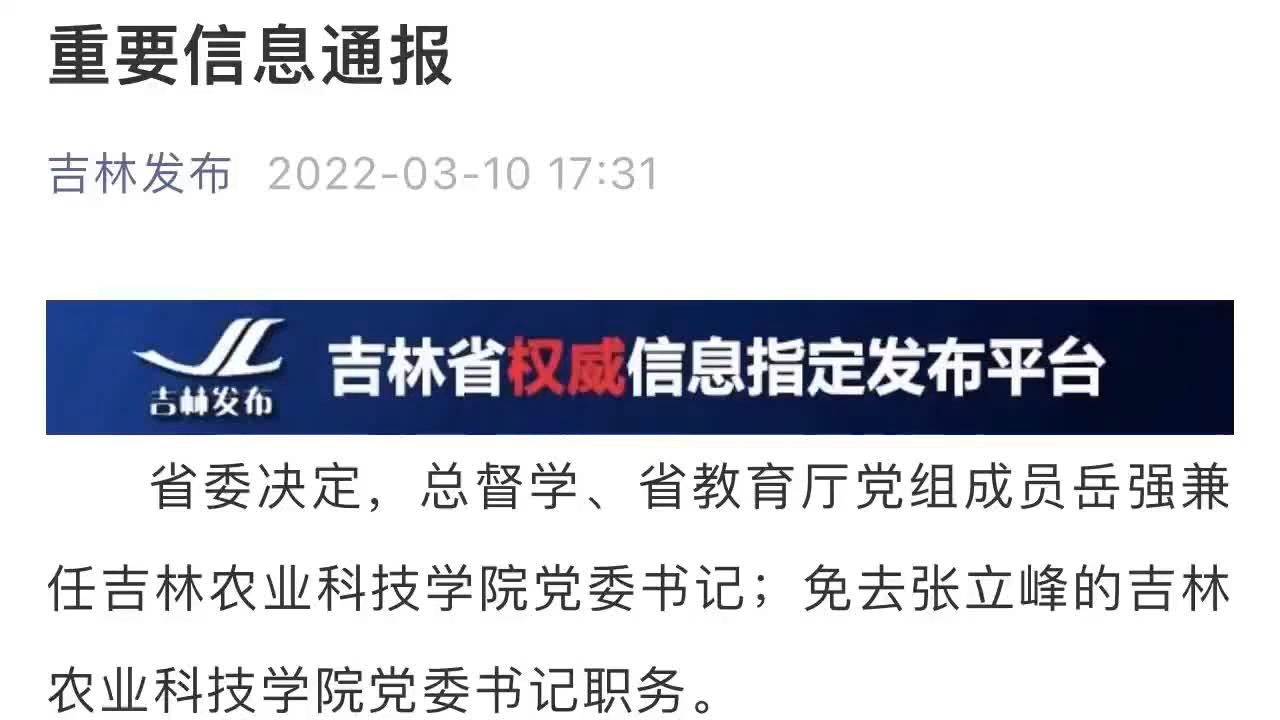 重要信息通报
吉林发布 2022-03-10 17:31
吉林发布
吉林省权威信息指定发布平台
省委决定，总督学、省教育厅党组成员岳强兼
任吉林农业科技学院党委书记；免去张立峰的吉林
农业科技学院党委书记职务。